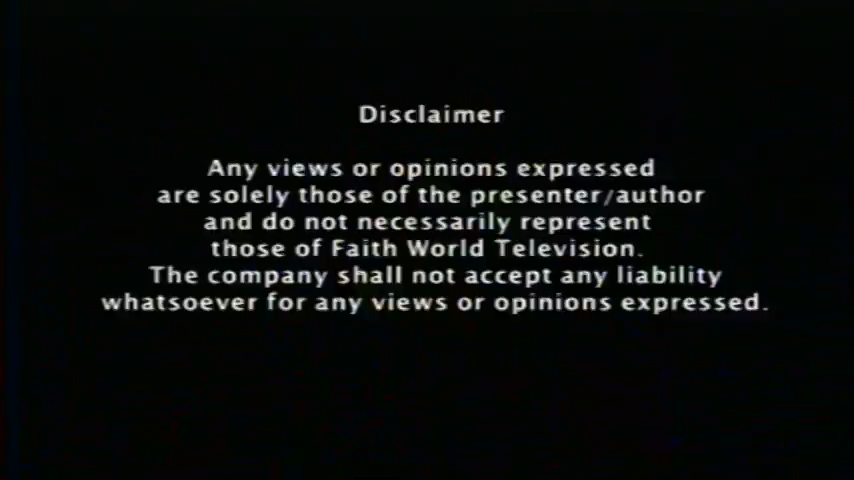 Disclaimer
Any views or opinions expressed
are solely those of the presenter/author
and do not necessarily represent
those of Faith World Television.
The company shall not accept any liability
whatsoever for any views or opinions expressed.